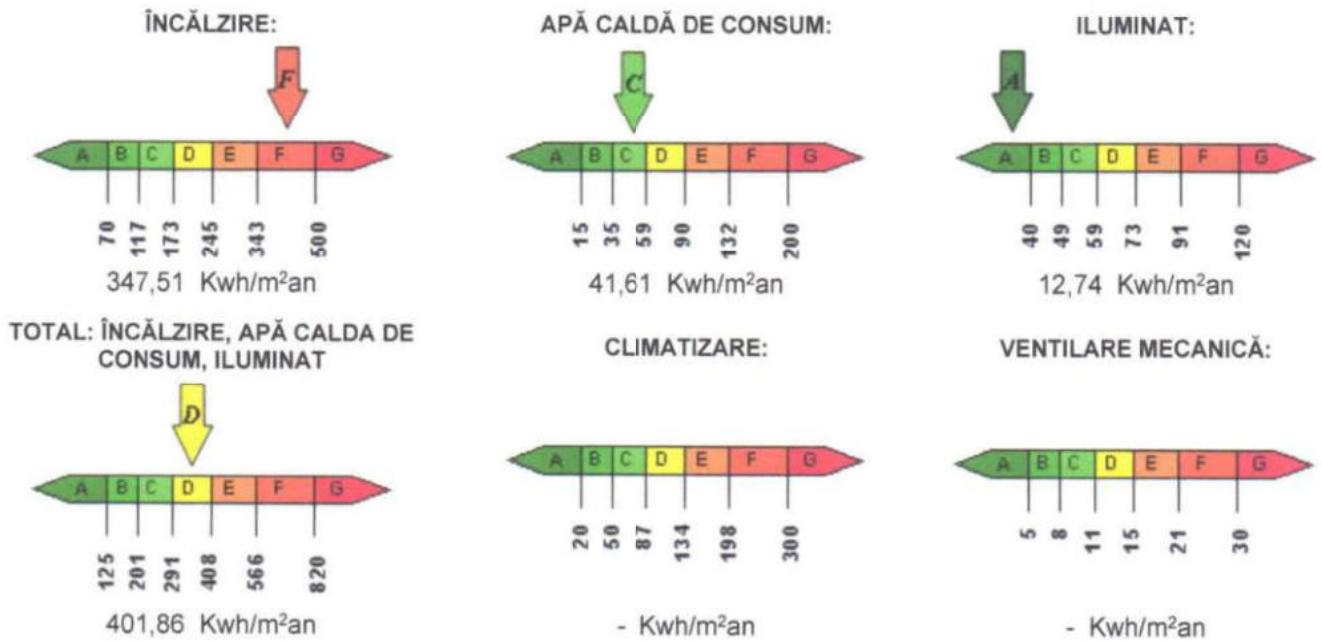 ÎNCĂLZIRE:
F
A B C D E F G
70 117 173 245 343 500
347,51 Kwh/m²an
APĂ CALDĂ DE CONSUM:
C
A B C D E F G
15 35 59 90 132 200
41,61 Kwh/m²an
ILUMINAT:
A
A B C D E F G
40 49 59 73 91 120
12,74 Kwh/m²an
TOTAL: ÎNCĂLZIRE, APĂ CALDA DE
CONSUM, ILUMINAT
D
A B C D E F G
125 201 291 408 566 820
401,86 Kwh/m²an
CLIMATIZARE:
A B C D E F G
20 50 87 134 198 300
- Kwh/m²an
VENTILARE MECANICĂ:
A B C D E F G
5 8 11 15 21 30
- Kwh/m²an